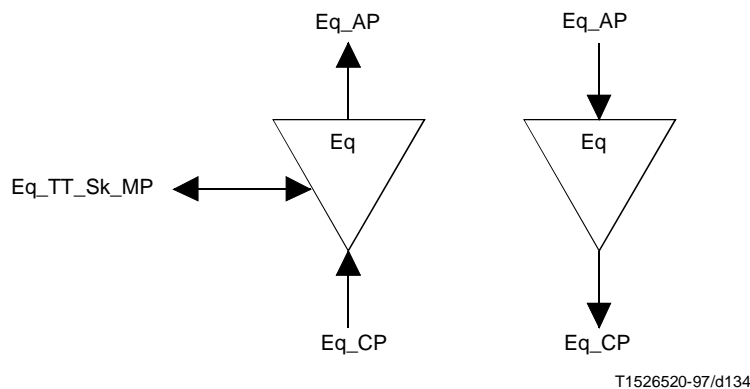 Eq_AP
Eq_AP
Eq
Eq
Eq_TT_Sk_MP
Eq_CP
Eq_CP
T1526520-97/d134